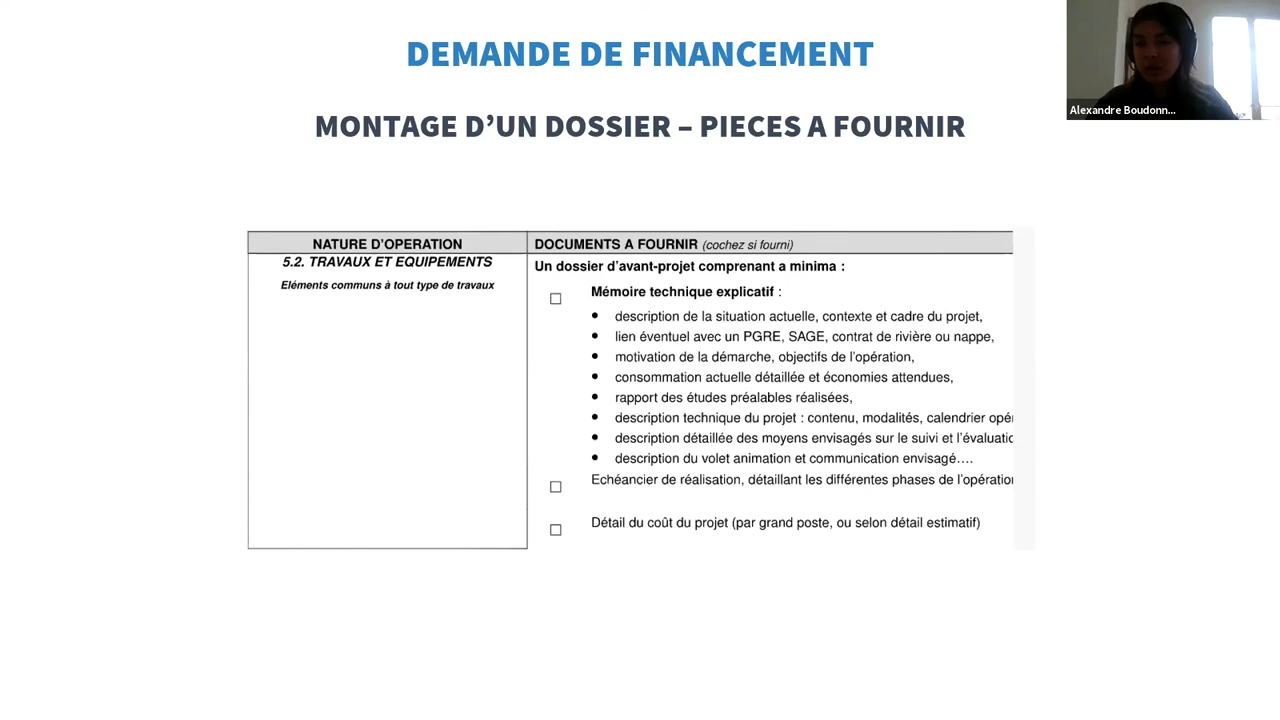 DEMANDE DE FINANCEMENT
Alexandre Boudonn...
MONTAGE D’UN DOSSIER – PIECES A FOURNIR
NATURE D’OPERATION
DOCUMENTS A FOURNIR (cochez si fourni)
5.2. TRAVAUX ET EQUIPEMENTS
Eléments communs à tout type de travaux
Un dossier d’avant-projet comprenant a minima :
Mémoire technique explicatif :
description de la situation actuelle, contexte et cadre du projet,
lien éventuel avec un PGRE, SAGE, contrat de rivière ou nappe,
motivation de la démarche, objectifs de l’opération,
consommation actuelle détaillée et économies attendues,
rapport des études préalables réalisées,
description technique du projet : contenu, modalités, calendrier opé
description détaillée des moyens envisagés sur le suivi et l’évaluatio
description du volet animation et communication envisagé….
Echéancier de réalisation, détaillant les différentes phases de l’opération
Détail du coût du projet (par grand poste, ou selon détail estimatif)